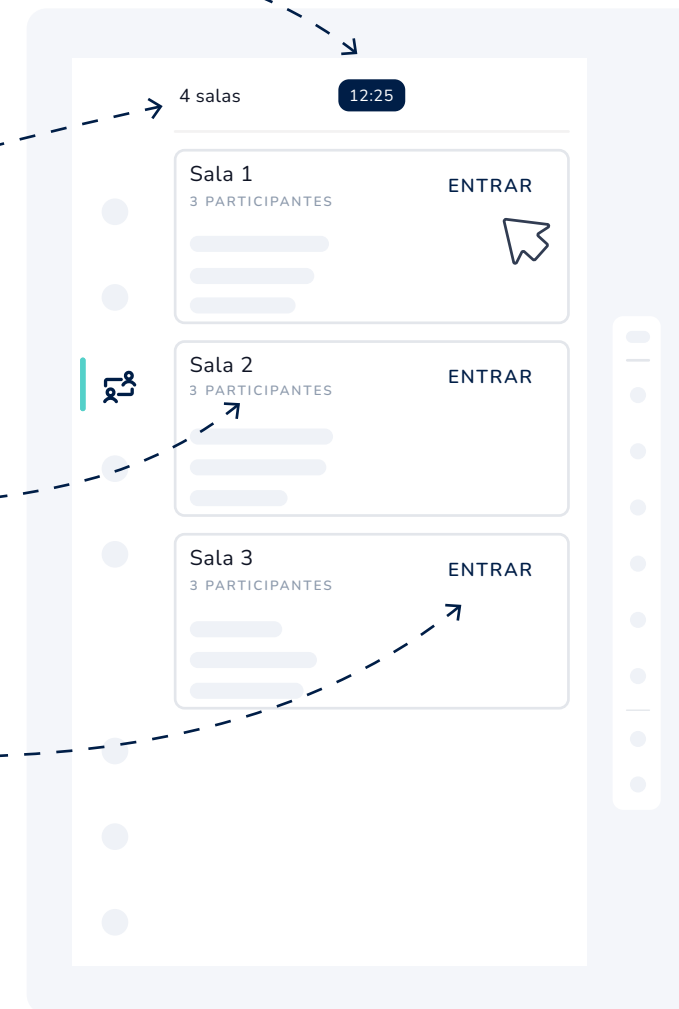 4 salas
12:25
Sala 1
ENTRAR
3 PARTICIPANTES
Sala 2
ENTRAR
3 PARTICIPANTES
Sala 3
ENTRAR
3 PARTICIPANTES